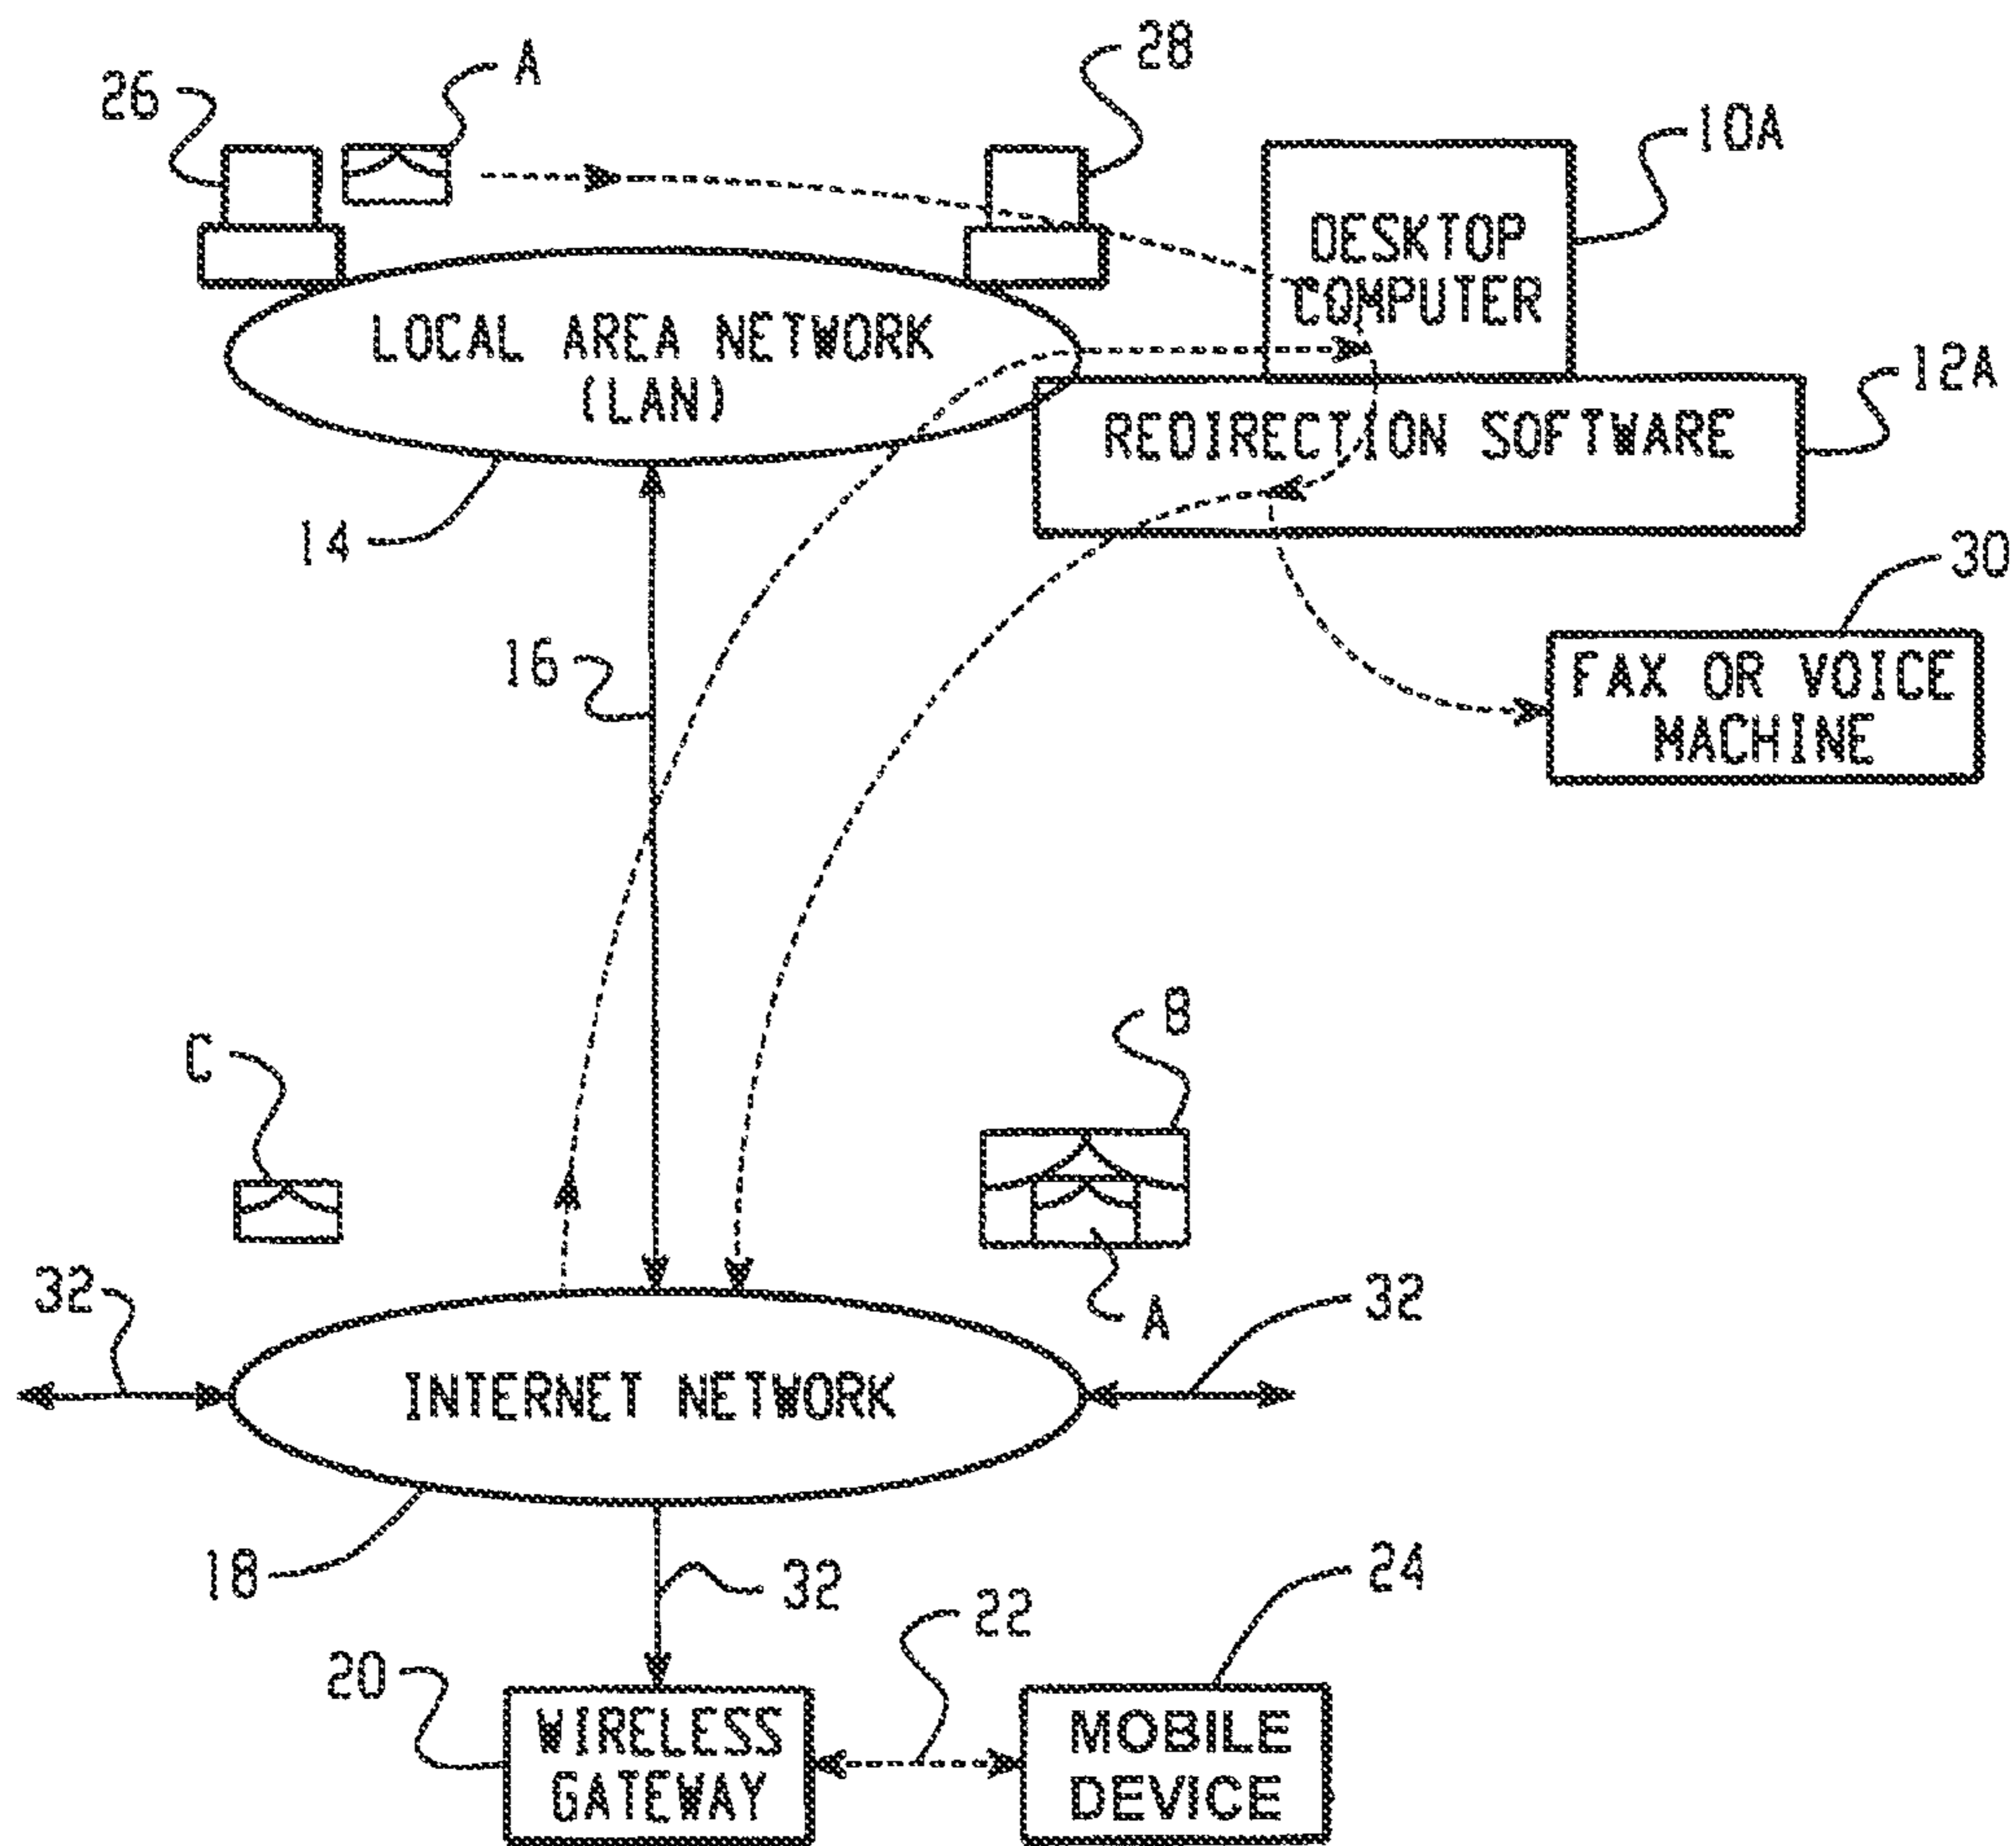 26
A
28
10A
DESKTOP
COMPUTER
LOCAL AREA NETWORK
(LAN)
12A
REDIRECTION SOFTWARE
14
30
16
FAX OR VOICE
MACHINE
B
C
A
32
32
INTERNET NETWORK
18
32
22
24
20
WIRELESS
GATEWAY
MOBILE
DEVICE